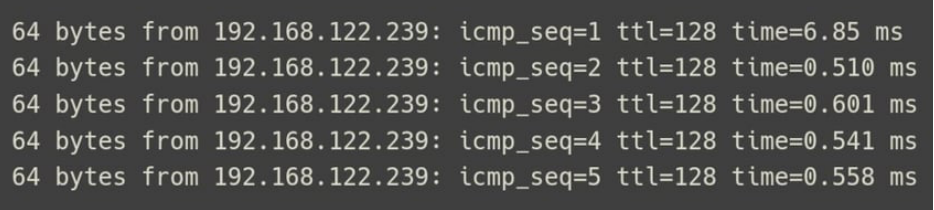 64 bytes from 192.168.122.239: icmp_seq=1 ttl=128 time=6.85 ms
64 bytes from 192.168.122.239: icmp_seq=2 ttl=128 time=0.510 ms
64 bytes from 192.168.122.239: icmp_seq=3 ttl=128 time=0.601 ms
64 bytes from 192.168.122.239: icmp_seq=4 ttl=128 time=0.541 ms
64 bytes from 192.168.122.239: icmp_seq=5 ttl=128 time=0.558 ms